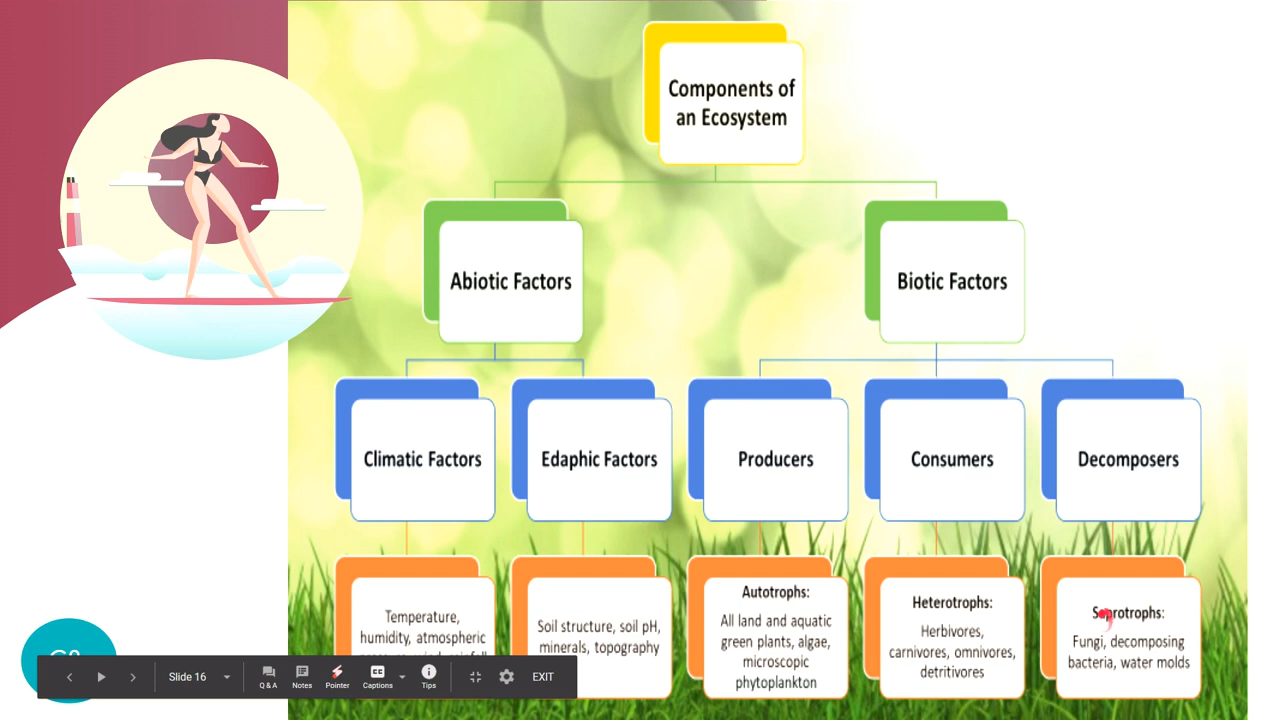 Components of
an Ecosystem
Abiotic Factors
Biotic Factors
Climatic Factors
Edaphic Factors
Producers
Consumers
Decomposers
Temperature,
humidity, atmospheric
Soil structure, soil pH,
minerals, topography
Autotrophs:
All land and aquatic
green plants, algae,
microscopic
phytoplankton
Heterotrophs:
Herbivores,
carnivores, omnivores,
detritivores
Saprotrophs:
Fungi, decomposing
bacteria, water molds
Slide 16
Q & A
Notes
Pointer
CC
Captions
Tips
EXIT